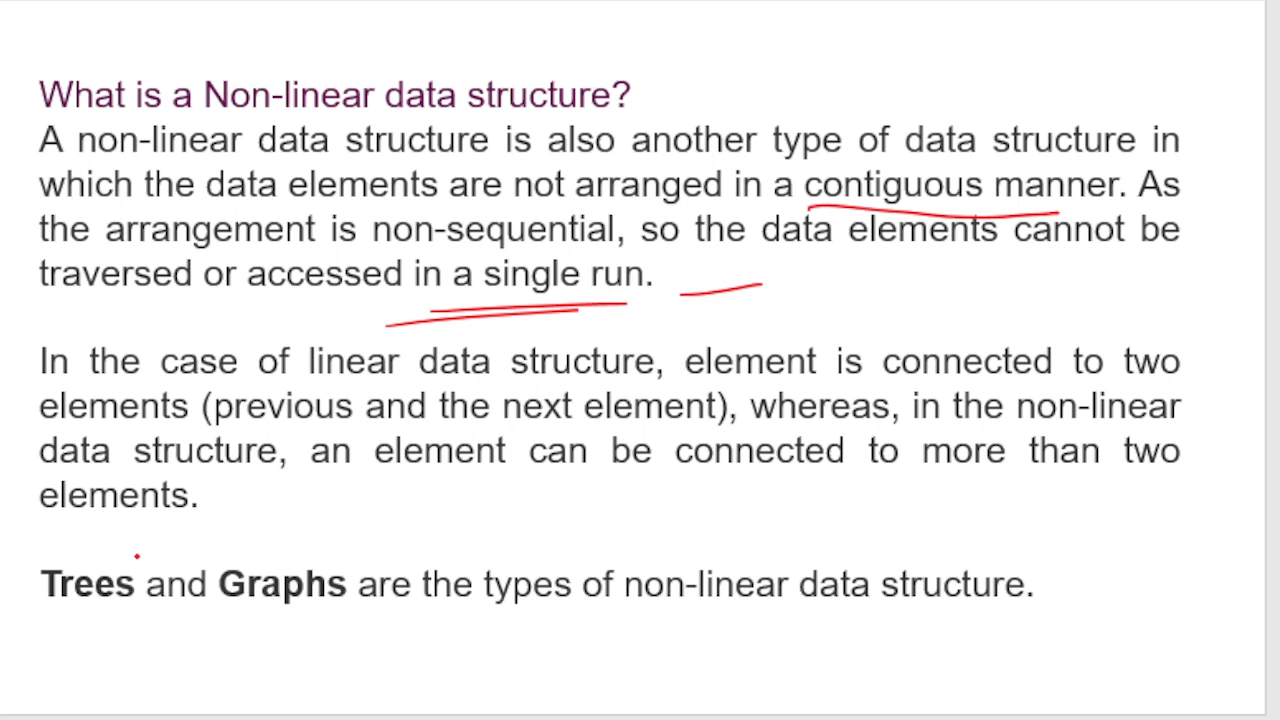 What is a Non-linear data structure?
A non-linear data structure is also another type of data structure in
which the data elements are not arranged in a contiguous manner. As
the arrangement is non-sequential, so the data elements cannot be
traversed or accessed in a single run.
In the case of linear data structure, element is connected to two
elements (previous and the next element), whereas, in the non-linear
data structure, an element can be connected to more than two
elements.
Trees and Graphs are the types of non-linear data structure.